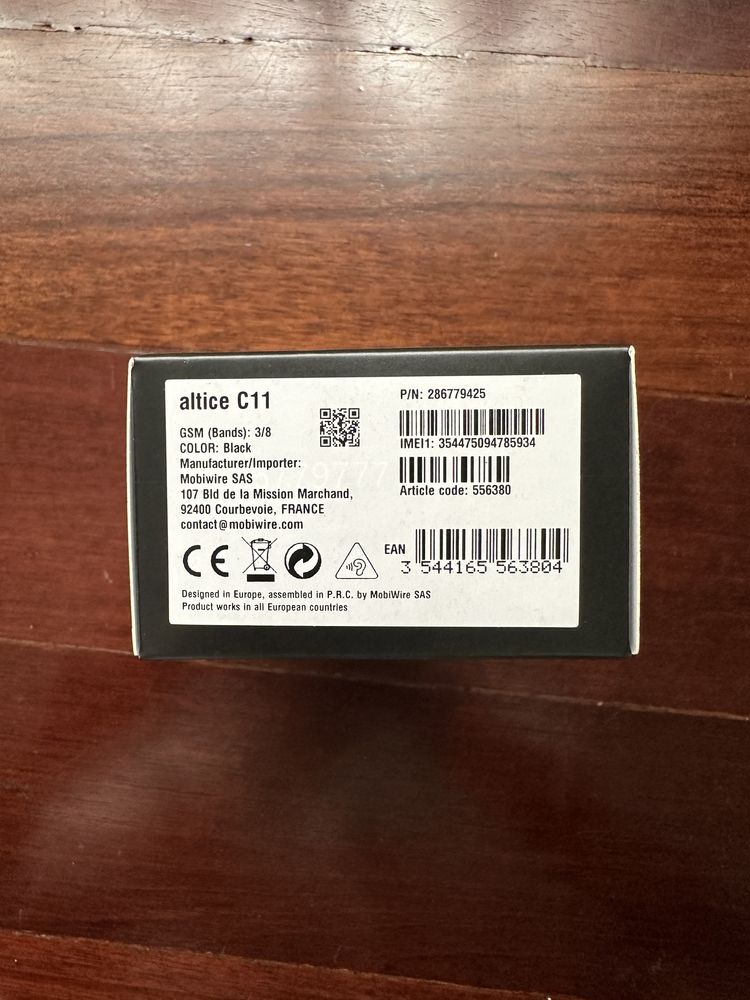 altice C11
GSM (Bands): 3/8
COLOR: Black
Manufacturer/Importer:
Mobiwire SAS
107 Bld de la Mission Marchand,
92400 Courbevoie, FRANCE
contact@mobiwire.com
P/N: 286779425
IMEI1: 354475094785934
Article code: 556380
CE
EAN
3 544165 563804
Designed in Europe, assembled in P.R.C. by MobiWire SAS
Product works in all European countries